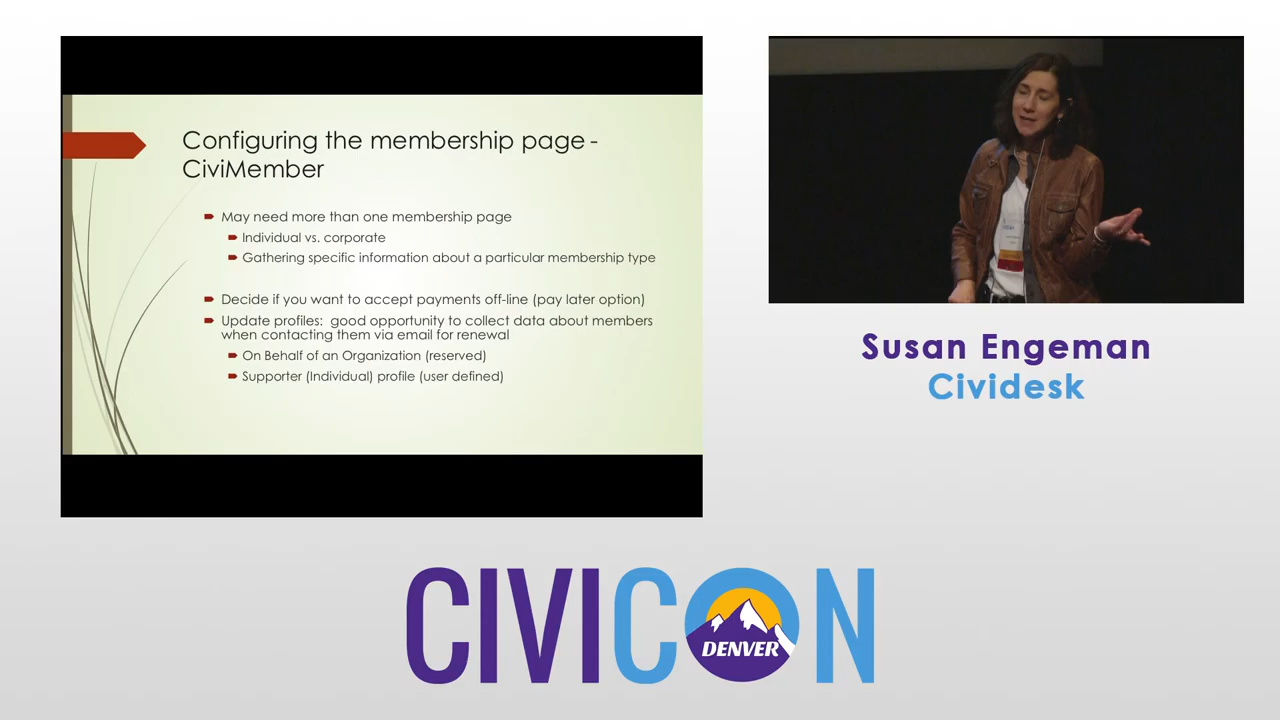 Configuring the membership page -
CiviMember
May need more than one membership page
Individual vs. corporate
Gathering specific information about a particular membership type
Decide if you want to accept payments off-line (pay later option)
Update profiles: good opportunity to collect data about members
when contacting them via email for renewal
On Behalf of an Organization (reserved)
Supporter (Individual) profile (user defined)
Susan Engeman
Cividesk
CIVICON
DENVER